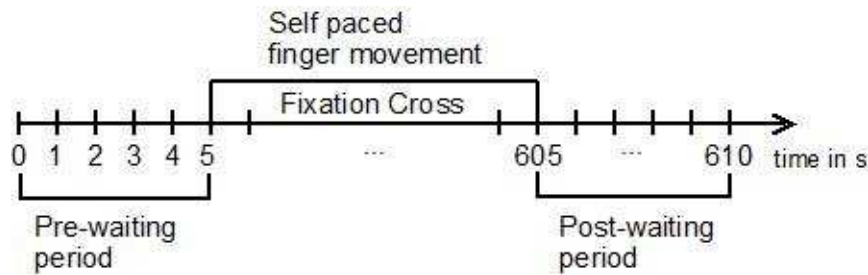 Self paced
finger movement
Fixation Cross
0 1 2 3 4 5 ... 605 ... 610 time in s
Pre-waiting
period
Post-waiting
period